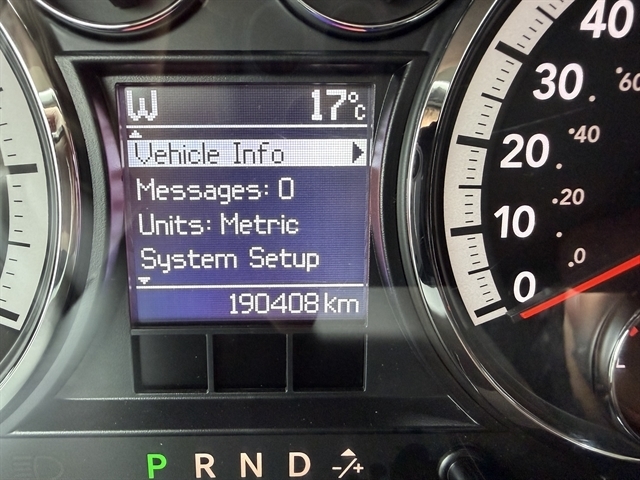 W 17°C
Vehicle Info
Messages: 0
Units: Metric
System Setup
190408 km
40
30
20
10
0
60
40
20
0
L
P R N D -/+